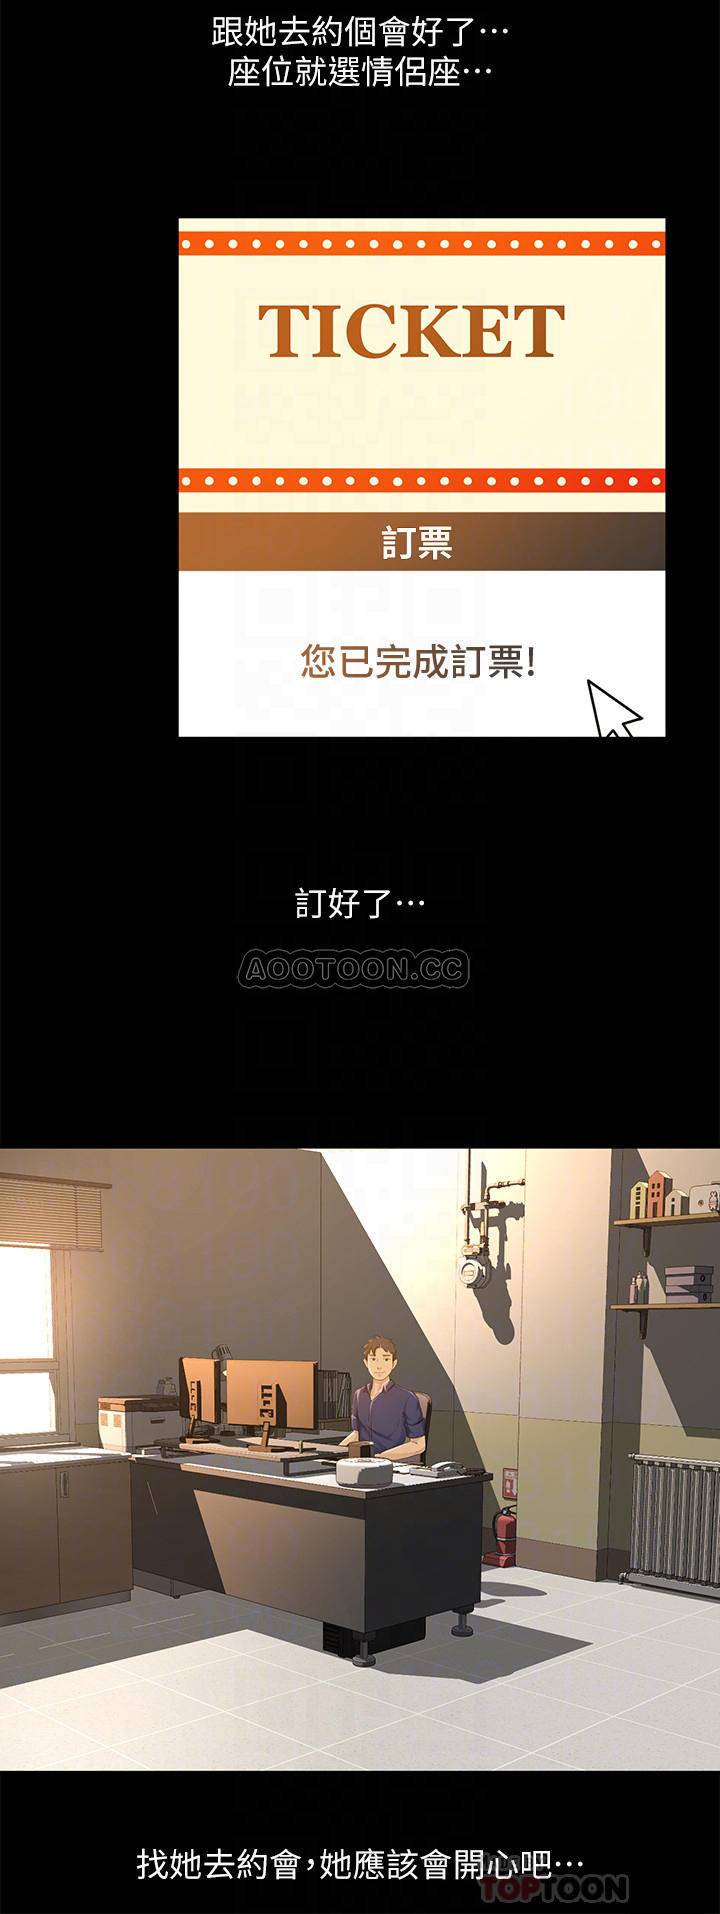 跟她去約個會好了…
座位就選情侶座…
TICKET
訂票
您已完成訂票!
訂好了…
AOOTOON.CC
找她去約會,她應該會開心吧…
TOPTOON